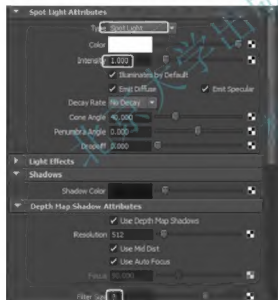 Spot Light Attributes
Type Spot Light
Color
Intensity 1.000
Illuminates by Default
Emit Diffuse Emit Specular
Decay Rate No Decay
Cone Angle 40.000
Penumbra Angle 0.000
Dropoff 0.000
Light Effects
Shadows
Shadow Color
Depth Map Shadow Attributes
Use Depth Map Shadows
Resolution 512
Use Mid Dist
Use Auto Focus
Focus
Filter Size